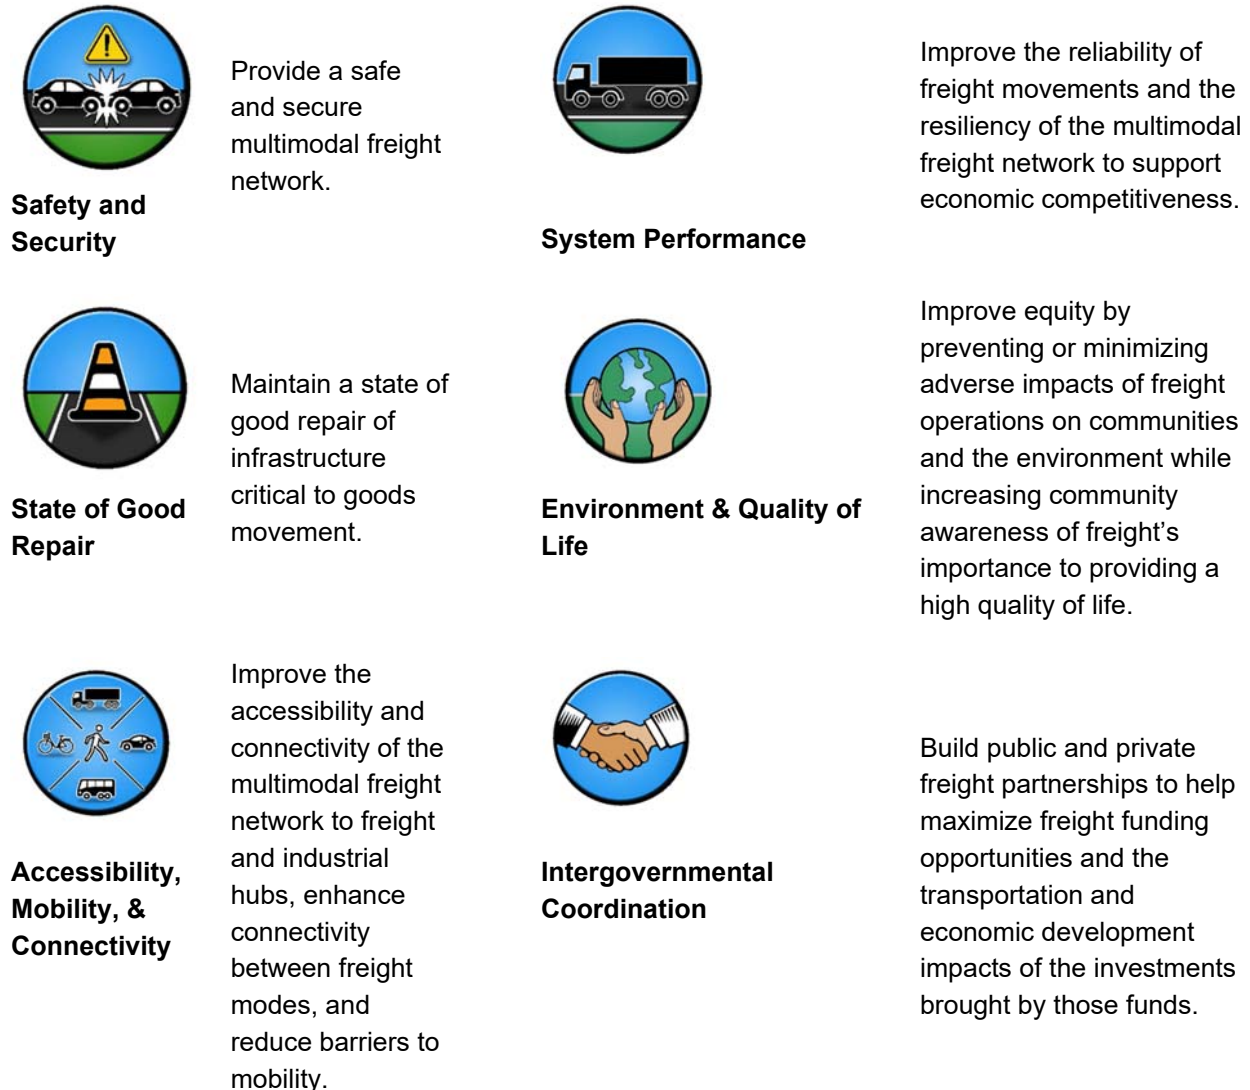 Safety and
Security
Provide a safe
and secure
multimodal freight
network.
System Performance
Improve the reliability of
freight movements and the
resiliency of the multimodal
freight network to support
economic competitiveness.
State of Good
Repair
Maintain a state of
good repair of
infrastructure
critical to goods
movement.
Environment & Quality of
Life
Improve equity by
preventing or minimizing
adverse impacts of freight
operations on communities
and the environment while
increasing community
awareness of freight’s
importance to providing a
high quality of life.
Accessibility,
Mobility, &
Connectivity
Improve the
accessibility and
connectivity of the
multimodal freight
network to freight
and industrial
hubs, enhance
connectivity
between freight
modes, and
reduce barriers to
mobility.
Intergovernmental
Coordination
Build public and private
freight partnerships to help
maximize freight funding
opportunities and the
transportation and
economic development
impacts of the investments
brought by those funds.